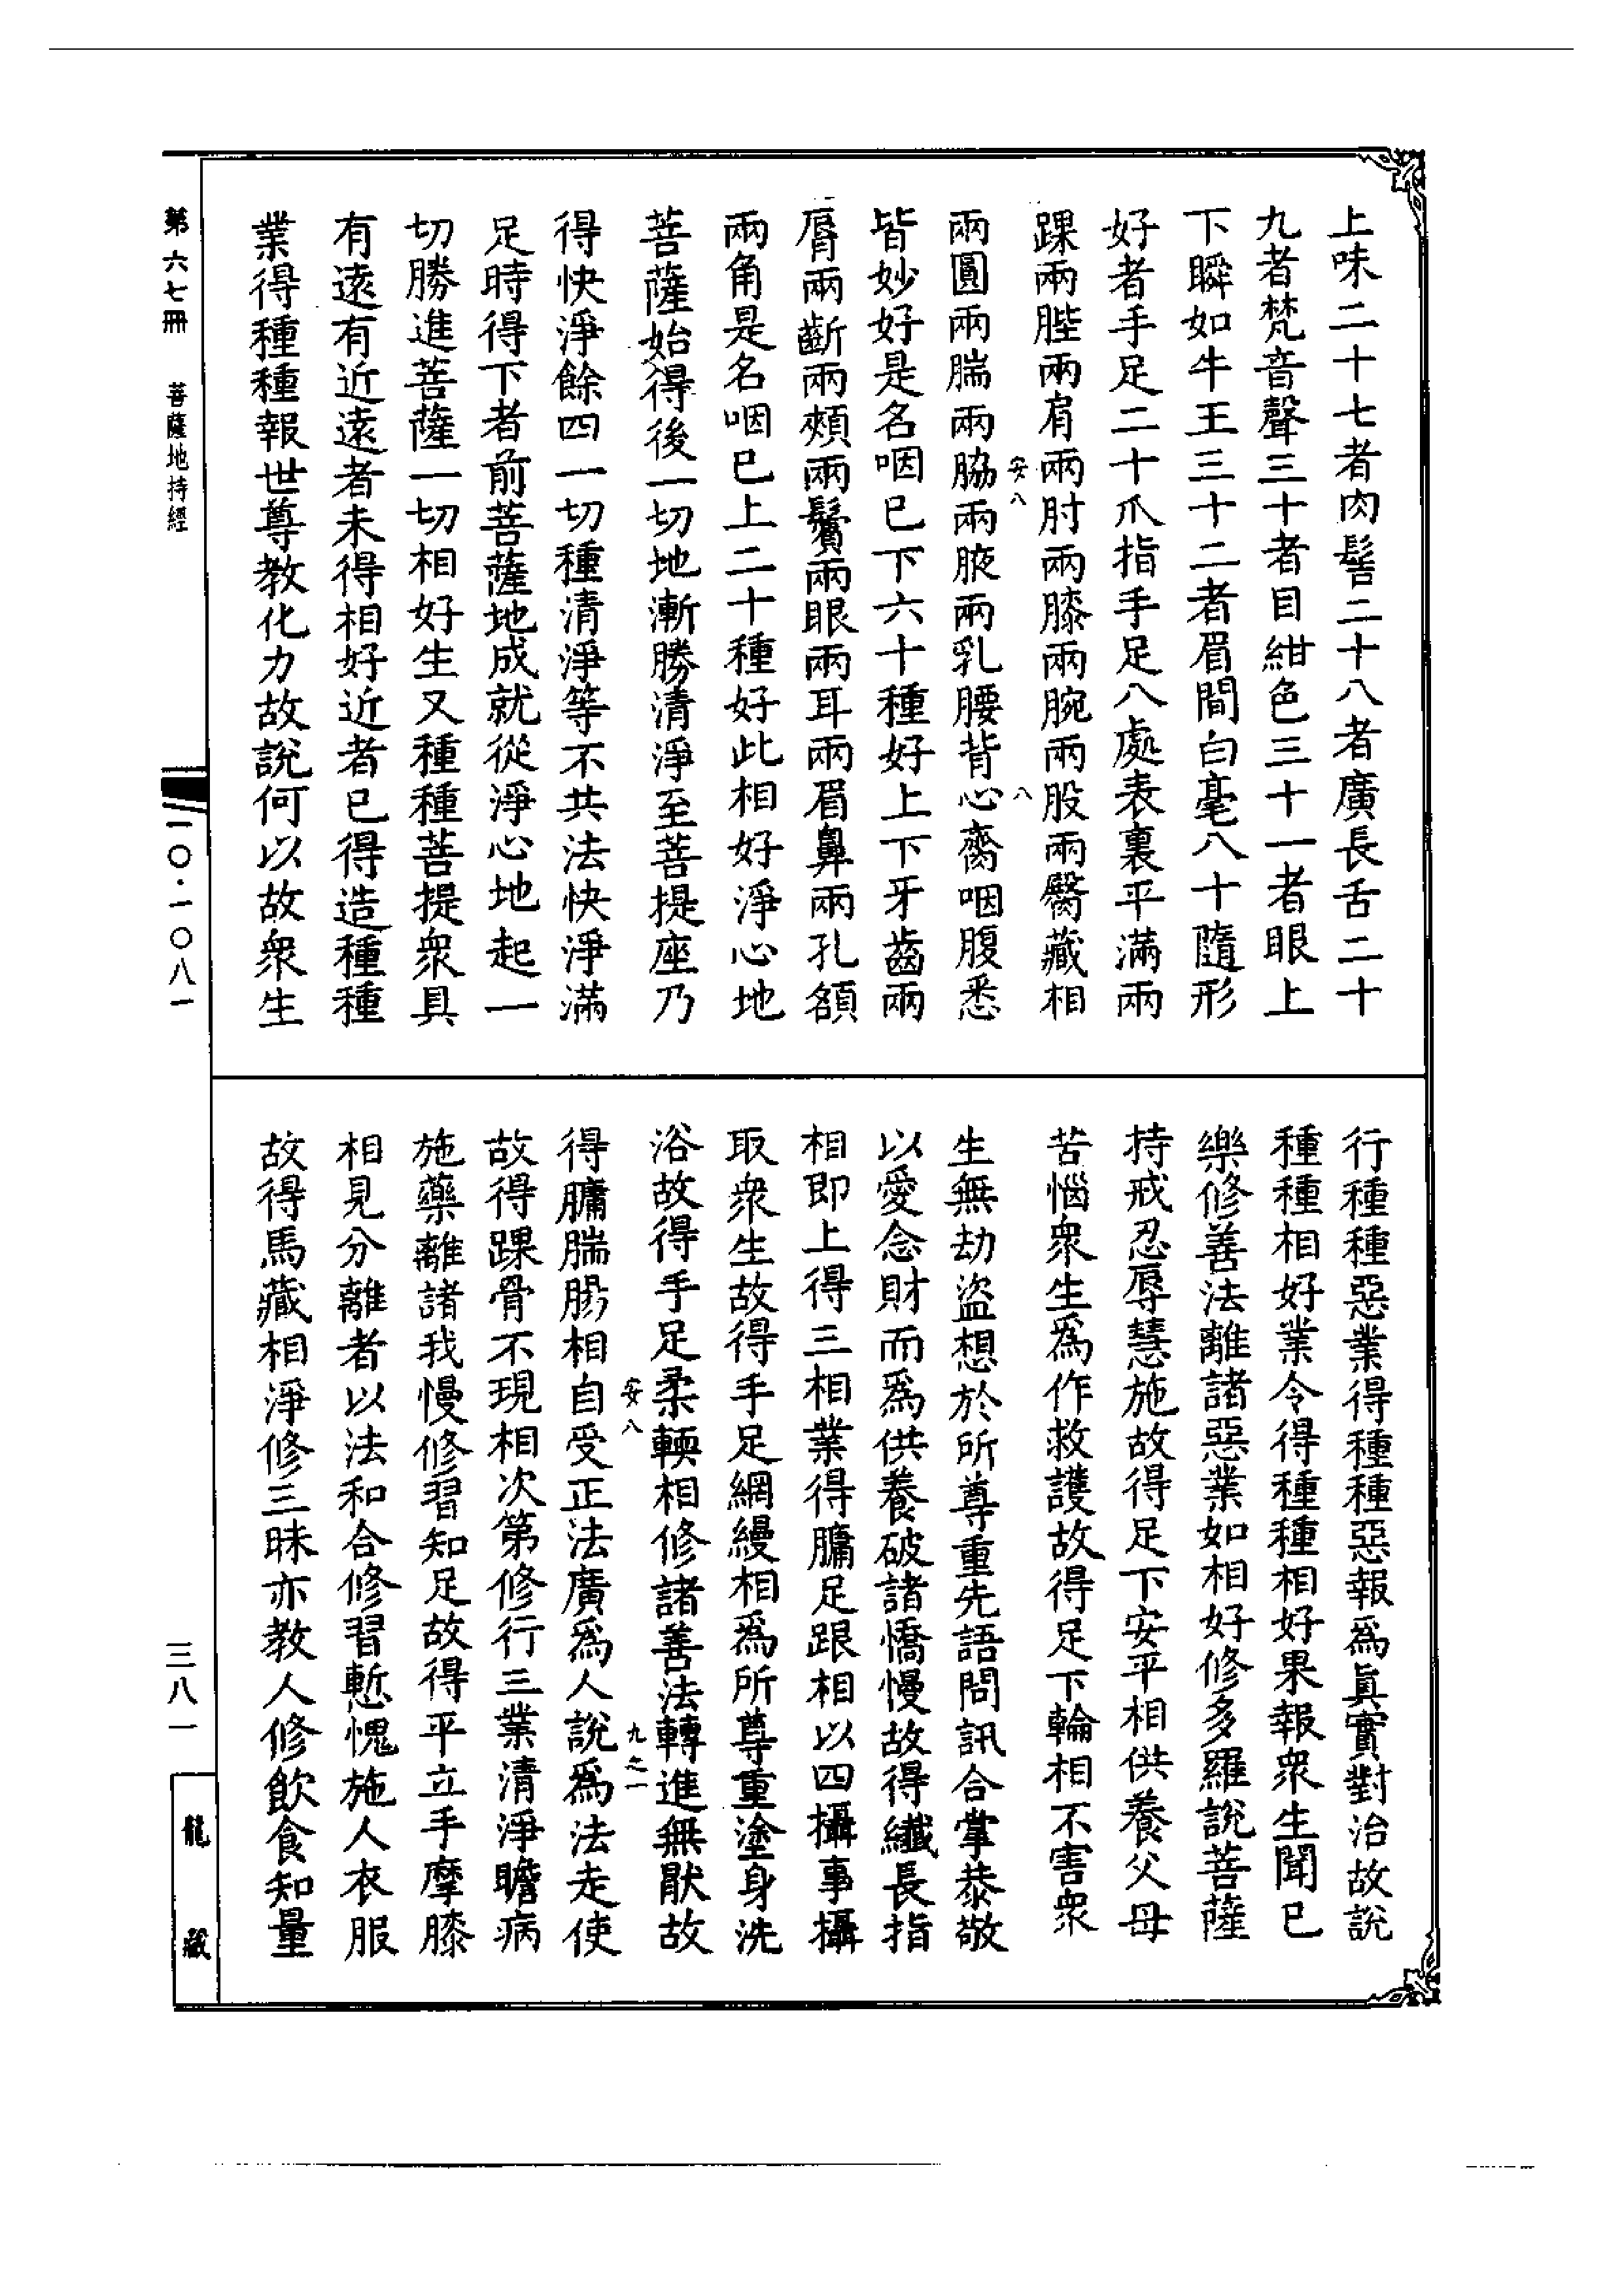 上味二十七者肉髻二十八者廣長舌二十
九者梵音聲三十者目紺色三十一者眼上
下瞬如牛王三十二者眉間白毫八十隨形
好者手足二十爪指手足八處表裏平滿兩
踝兩膝兩肩兩肘兩膝兩腕兩股兩臀藏相
兩圓兩腨兩脇兩腋兩乳腰背心齎咽腹悉
皆妙好是名咽已下六十種好上下牙齒兩
脣兩齗兩頰兩鬢兩眼兩耳兩眉鼻兩孔額
兩角是名咽已上二十種好此相好淨心地
菩薩始得後一切地漸勝清淨至菩提座乃
得快淨餘四一切種清淨等不共法快淨滿
足時得下者前菩薩地成就從淨心地起一
切勝進菩薩一切相好生又種種菩提眾具
有遠有近遠者未得相好近者已得造種種
業得種種報世尊教化力故說何以故眾生
行種種惡業得種種惡報為真實對治故說
種種相好業令得種種相好果報眾生聞已
樂修善法離諸惡業如相好修多羅說菩薩
持戒忍辱慧施故得足下安平相供養父母
苦惱眾生為作救護故得足下輪相不害眾
生無劫盜想於所尊重先語問訊合掌恭敬
以愛念財而為供養破諸憍慢故得纖長指
相即上得三相業得𦟛足跟相以四攝事攝
取眾生故得手足網縵相為所尊重塗身洗
浴故得手足柔輭相修諸善法轉進無猒故
得𦟛腨腸相自受正法廣為人說為法走使
故得踝骨不現相次第修行三業清淨瞻病
施藥離諸我慢修習知足故得平立手摩膝
相見分離者以法和合修習慙愧施人衣服
故得馬藏相淨修三昧亦教人修飲食知量
安八
八
安八
九之一
第六七冊 菩薩地持經
一〇·一〇八一
三八一
龍藏